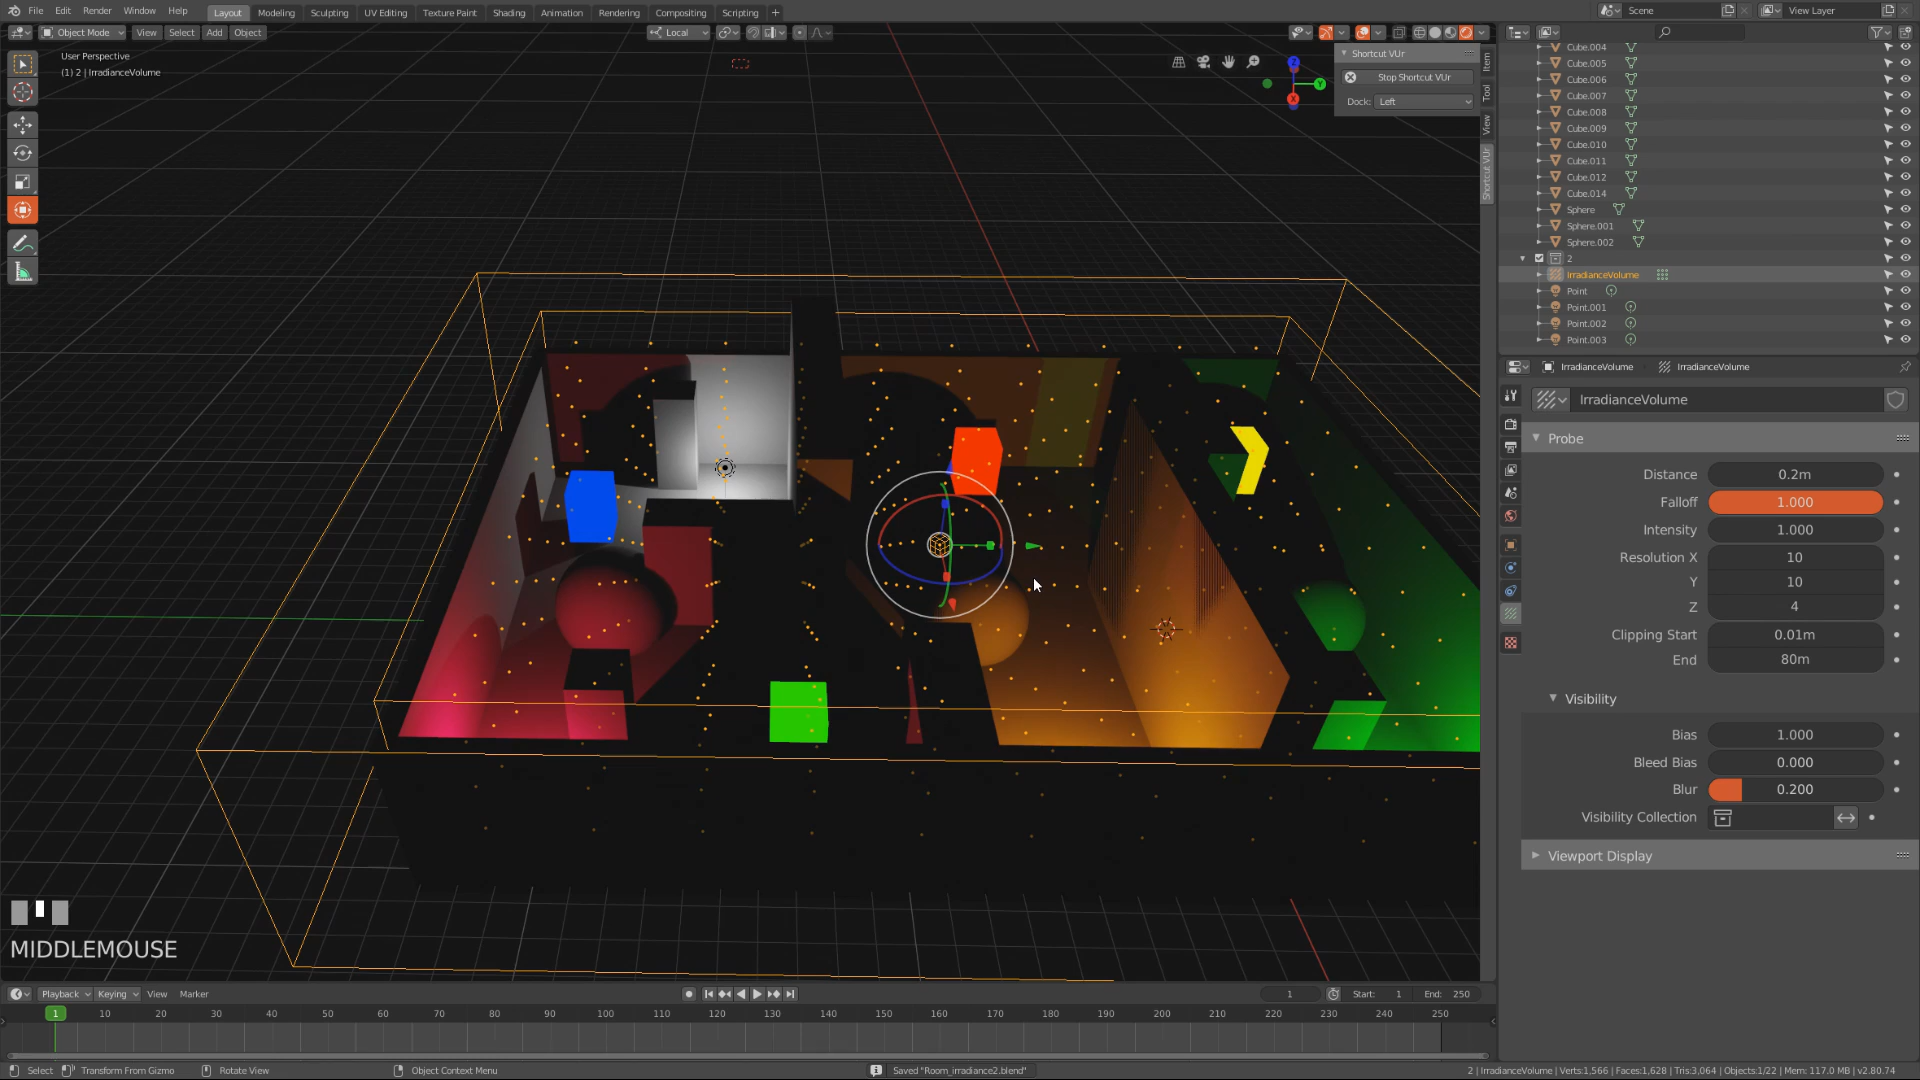 File Edit Render Window Help Layout Modeling Sculpting UV Editing Texture Paint Shading Animation Rendering Compositing Scripting + Scene View Layer
Object Mode View Select Add Object Local
User Perspective
(1) 2 | IrradianceVolume
Shortcut VUr
Stop Shortcut VUr
Dock: Left
Item
Tool
View
Shortcut VUr
Z
Y
X
Cube.004
Cube.005
Cube.006
Cube.007
Cube.008
Cube.009
Cube.010
Cube.011
Cube.012
Cube.014
Sphere
Sphere.001
Sphere.002
2
IrradianceVolume
Point
Point.001
Point.002
Point.003
IrradianceVolume IrradianceVolume
IrradianceVolume
Probe
Distance 0.2m
Falloff 1.000
Intensity 1.000
Resolution X 10
Y 10
Z 4
Clipping Start 0.01m
End 80m
Visibility
Bias 1.000
Bleed Bias 0.000
Blur 0.200
Visibility Collection
Viewport Display
MIDDLEMOUSE
Playback Keying View Marker 1 Start: 1 End: 250
1 10 20 30 40 50 60 70 80 90 100 110 120 130 140 150 160 170 180 190 200 210 220 230 240 250
Select Transform From Gizmo Rotate View Object Context Menu Saved "Room_irradiance2.blend" 2 | IrradianceVolume | Verts:1,566 | Faces:1,628 | Tris:3,064 | Objects:1/22 | Mem: 117.0 MB | v2.80.74